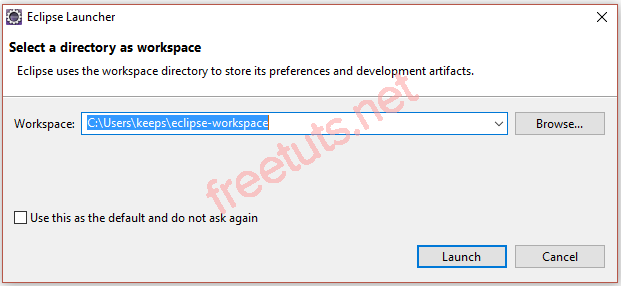 Eclipse Launcher
Select a directory as workspace
Eclipse uses the workspace directory to store its preferences and development artifacts.
Workspace: C:\Users\keeps\eclipse-workspace Browse...
freetuts.net
Use this as the default and do not ask again
Launch Cancel